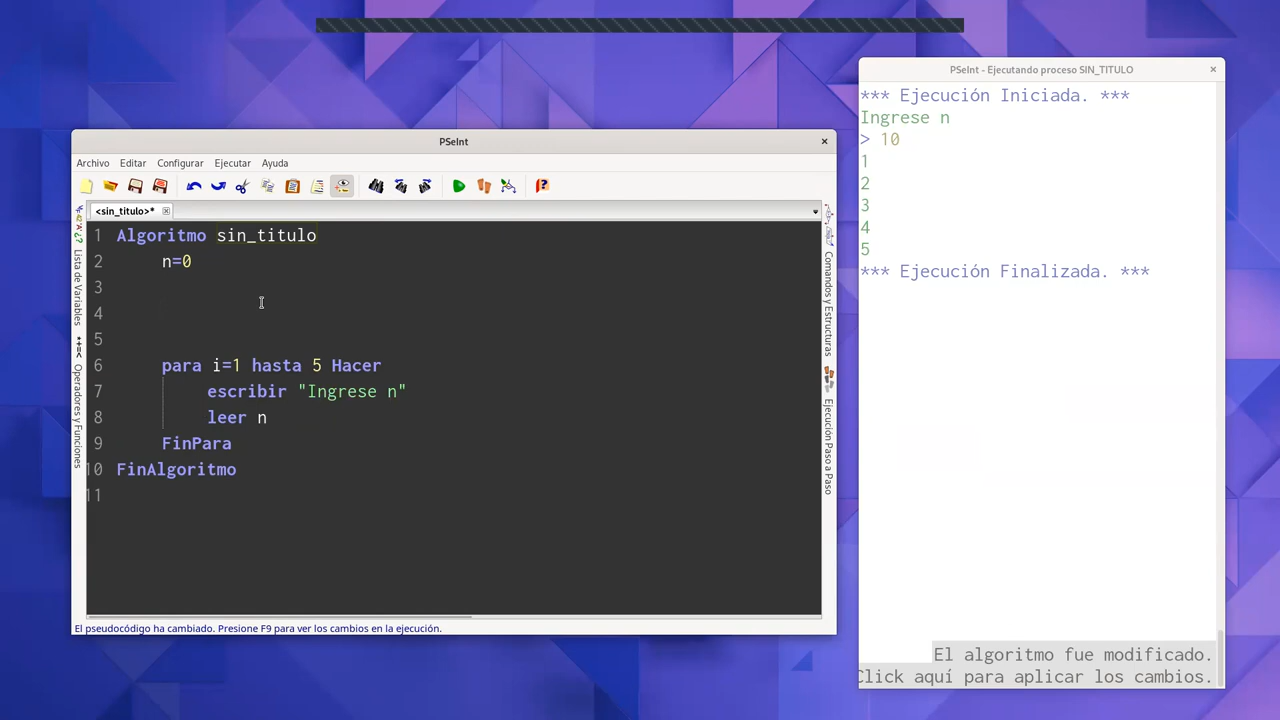 PSeInt
Archivo Editar Configurar Ejecutar Ayuda
<sin_titulo>*
1 Algoritmo sin_titulo
2 n=0
3
4
5
6 para i=1 hasta 5 Hacer
7 escribir "Ingrese n"
8 leer n
9 FinPara
10 FinAlgoritmo
11
El pseudocódigo ha cambiado. Presione F9 para ver los cambios en la ejecución.
Lista de Variables
Operadores y Funciones
Comandos y Estructuras
Ejecución Paso a Paso
PSeInt - Ejecutando proceso SIN_TITULO
*** Ejecución Iniciada. ***
Ingrese n
> 10
1
2
3
4
5
*** Ejecución Finalizada. ***
El algoritmo fue modificado.
Click aquí para aplicar los cambios.